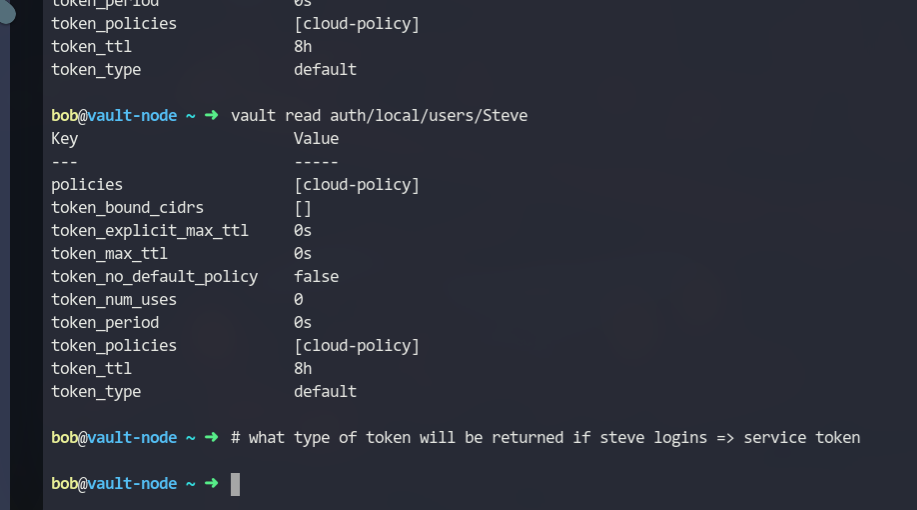 token_period 0s
token_policies [cloud-policy]
token_ttl 8h
token_type default
bob@vault-node ~ ➜ vault read auth/local/users/Steve
Key Value
--- -----
policies [cloud-policy]
token_bound_cidrs []
token_explicit_max_ttl 0s
token_max_ttl 0s
token_no_default_policy false
token_num_uses 0
token_period 0s
token_policies [cloud-policy]
token_ttl 8h
token_type default
bob@vault-node ~ ➜ # what type of token will be returned if steve logins => service token
bob@vault-node ~ ➜